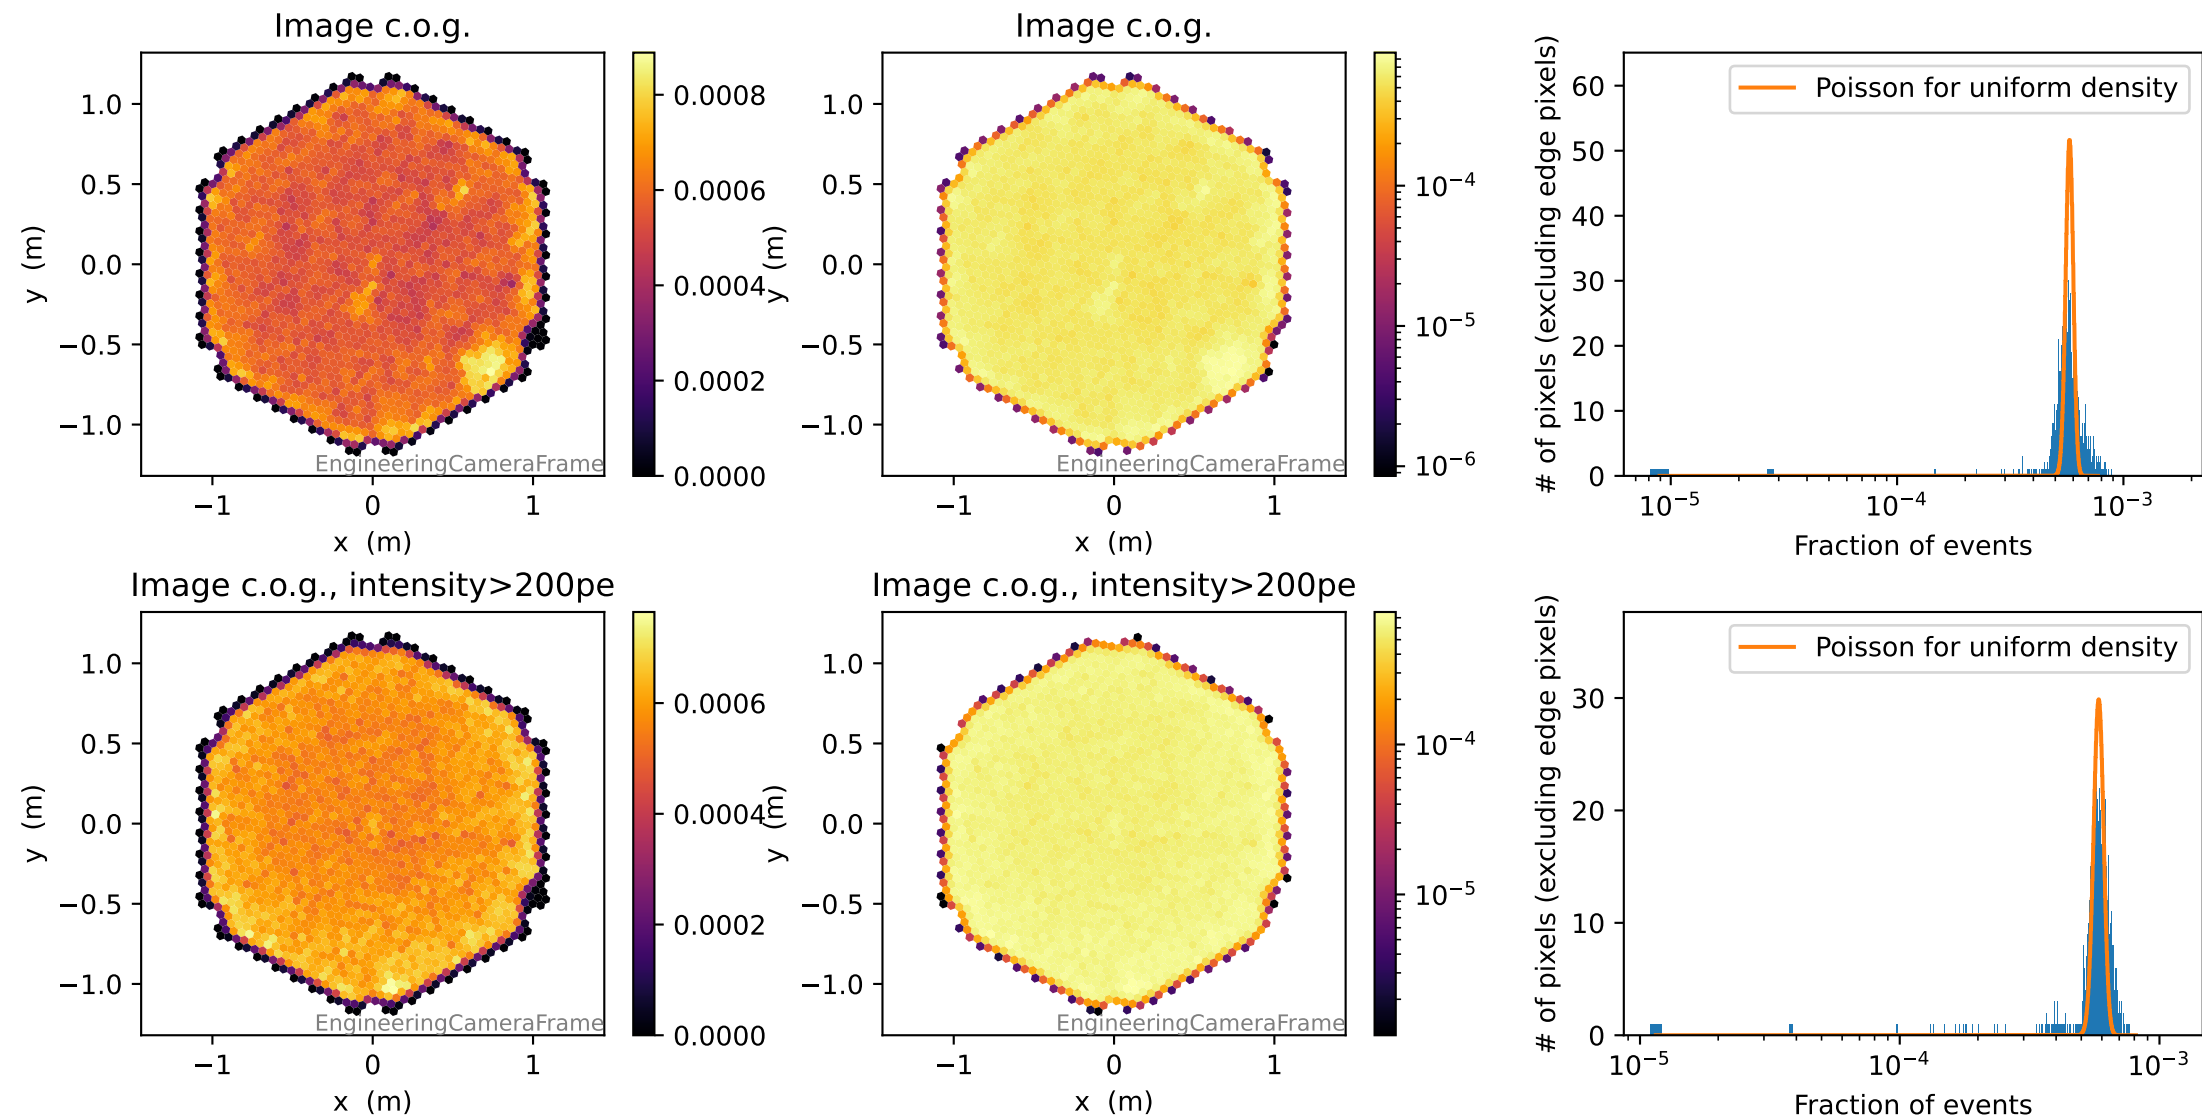 Image c.o.g.
Image c.o.g.
1.0
0.5
0.0
−0.5
−1.0
y (m)
−1
0
1
x (m)
EngineeringCameraFrame
0.0008
0.0006
0.0004
0.0002
0.0000
1.0
0.5
0.0
−0.5
−1.0
y (m)
−1
0
1
x (m)
EngineeringCameraFrame
10⁻⁴
10⁻⁵
10⁻⁶
# of pixels (excluding edge pixels)
60
50
40
30
20
10
0
Poisson for uniform density
10⁻⁵
10⁻⁴
10⁻³
Fraction of events
Image c.o.g., intensity>200pe
Image c.o.g., intensity>200pe
1.0
0.5
0.0
−0.5
−1.0
y (m)
−1
0
1
x (m)
EngineeringCameraFrame
0.0006
0.0004
0.0002
0.0000
1.0
0.5
0.0
−0.5
−1.0
y (m)
−1
0
1
x (m)
EngineeringCameraFrame
10⁻⁴
10⁻⁵
# of pixels (excluding edge pixels)
30
20
10
0
Poisson for uniform density
10⁻⁵
10⁻⁴
10⁻³
Fraction of events